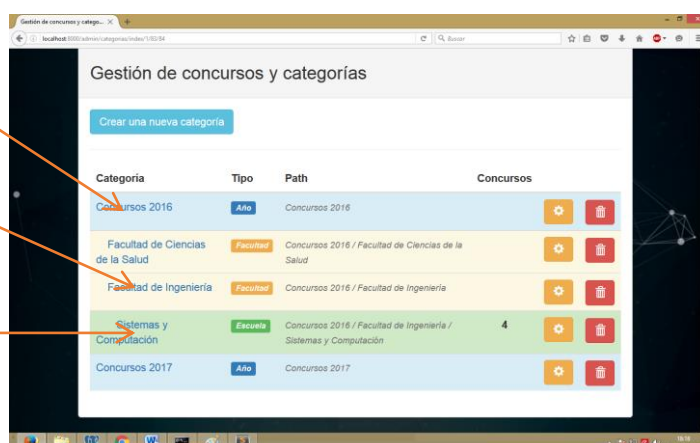 Gestión de concursos y catego...
localhost:8000/admin/categorias/index/1/83/84
Buscar
Gestión de concursos y categorías
Crear una nueva categoría
Categoría Tipo Path Concursos
Concursos 2016 Año Concursos 2016
Facultad de Ciencias de la Salud Facultad Concursos 2016 / Facultad de Ciencias de la Salud
Facultad de Ingeniería Facultad Concursos 2016 / Facultad de Ingeniería
Sistemas y Computación Escuela Concursos 2016 / Facultad de Ingeniería / Sistemas y Computación 4
Concursos 2017 Año Concursos 2017